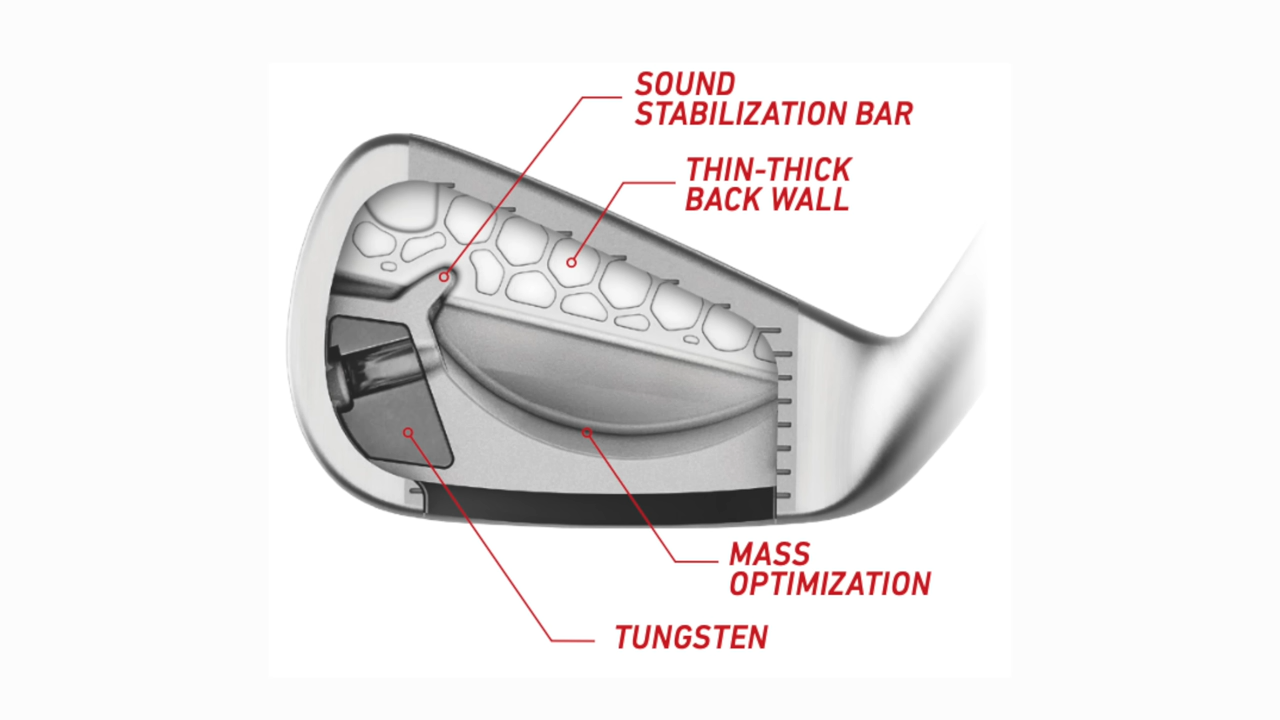 SOUND
STABILIZATION BAR
THIN-THICK
BACK WALL
MASS
OPTIMIZATION
TUNGSTEN